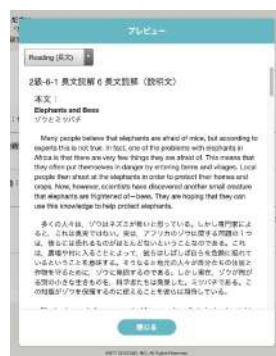 プレビュー
Reading (長文)
2級-6-1 長文読解 6 長文読解（説明文）
本文：
Elephants and Bees
ゾウとミツバチ
Many people believe that elephants are afraid of mice, but according to
experts this is not true. In fact, one of the problems with elephants in
Africa is that there are very few things they are afraid of. This means that
they often put themselves in danger by entering farms and villages. Local
people then shoot at the elephants in order to protect their homes and
crops. Now, however, scientists have discovered another small creature
that elephants are frightened of—bees. They are hoping that they can
use this knowledge to help protect elephants.
多くの人々は、ゾウはネズミが怖いと思っている。しかし専門家によ
ると、これは真実ではない。実は、アフリカのゾウに関する問題の１つ
は、彼らには恐れるものがほとんどないということなのである。これ
は、農場や村に入ることによって、彼らはしばしば自らを危険に陥れて
いるということを意味する。そうなると地元の人々が自分たちの住居と
作物を守るために、ゾウに発砲するのである。しかし現在、ゾウが怖が
る別の小さな生きものを、科学者たちは発見した。ミツバチである。こ
の知識がゾウを保護するのに使えることを彼らは期待している。
閉じる